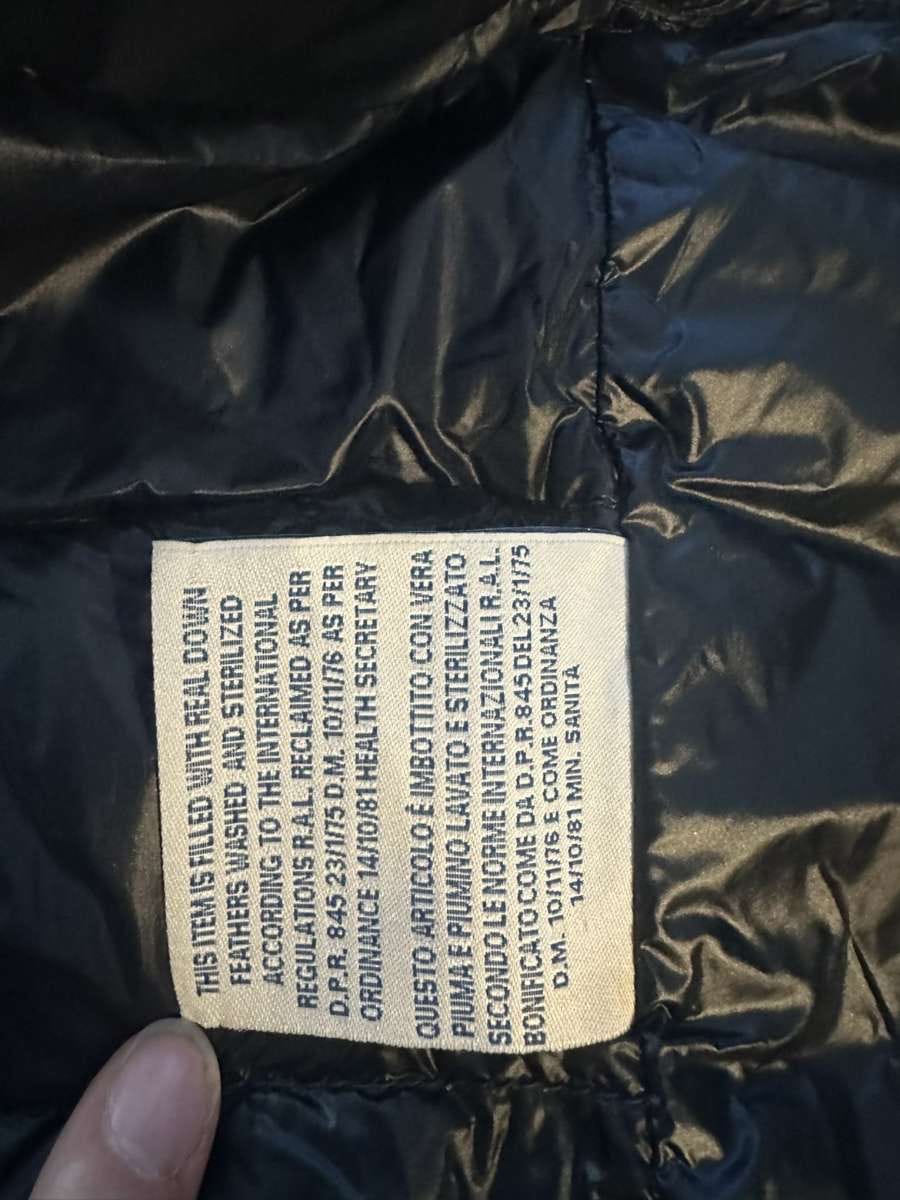 THIS ITEM IS FILLED WITH REAL DOWN
FEATHERS WASHED AND STERILIZED
ACCORDING TO THE INTERNATIONAL
REGULATIONS R.A.L. RECLAIMED AS PER
D.P.R. 845 23/1/75 D.M. 10/11/76 AS PER
ORDINANCE 14/10/81 HEALTH SECRETARY
QUESTO ARTICOLO É IMBOTTITO CON VERA
PIUMA E PIUMINO LAVATO E STERILIZZATO
SECONDO LE NORME INTERNAZIONALI R.A.L.
BONIFICATO COME DA D.P.R. 845 DEL 23/1/75
D.M. 10/11/76 E COME ORDINANZA
14/10/81 MIN. SANITÀ